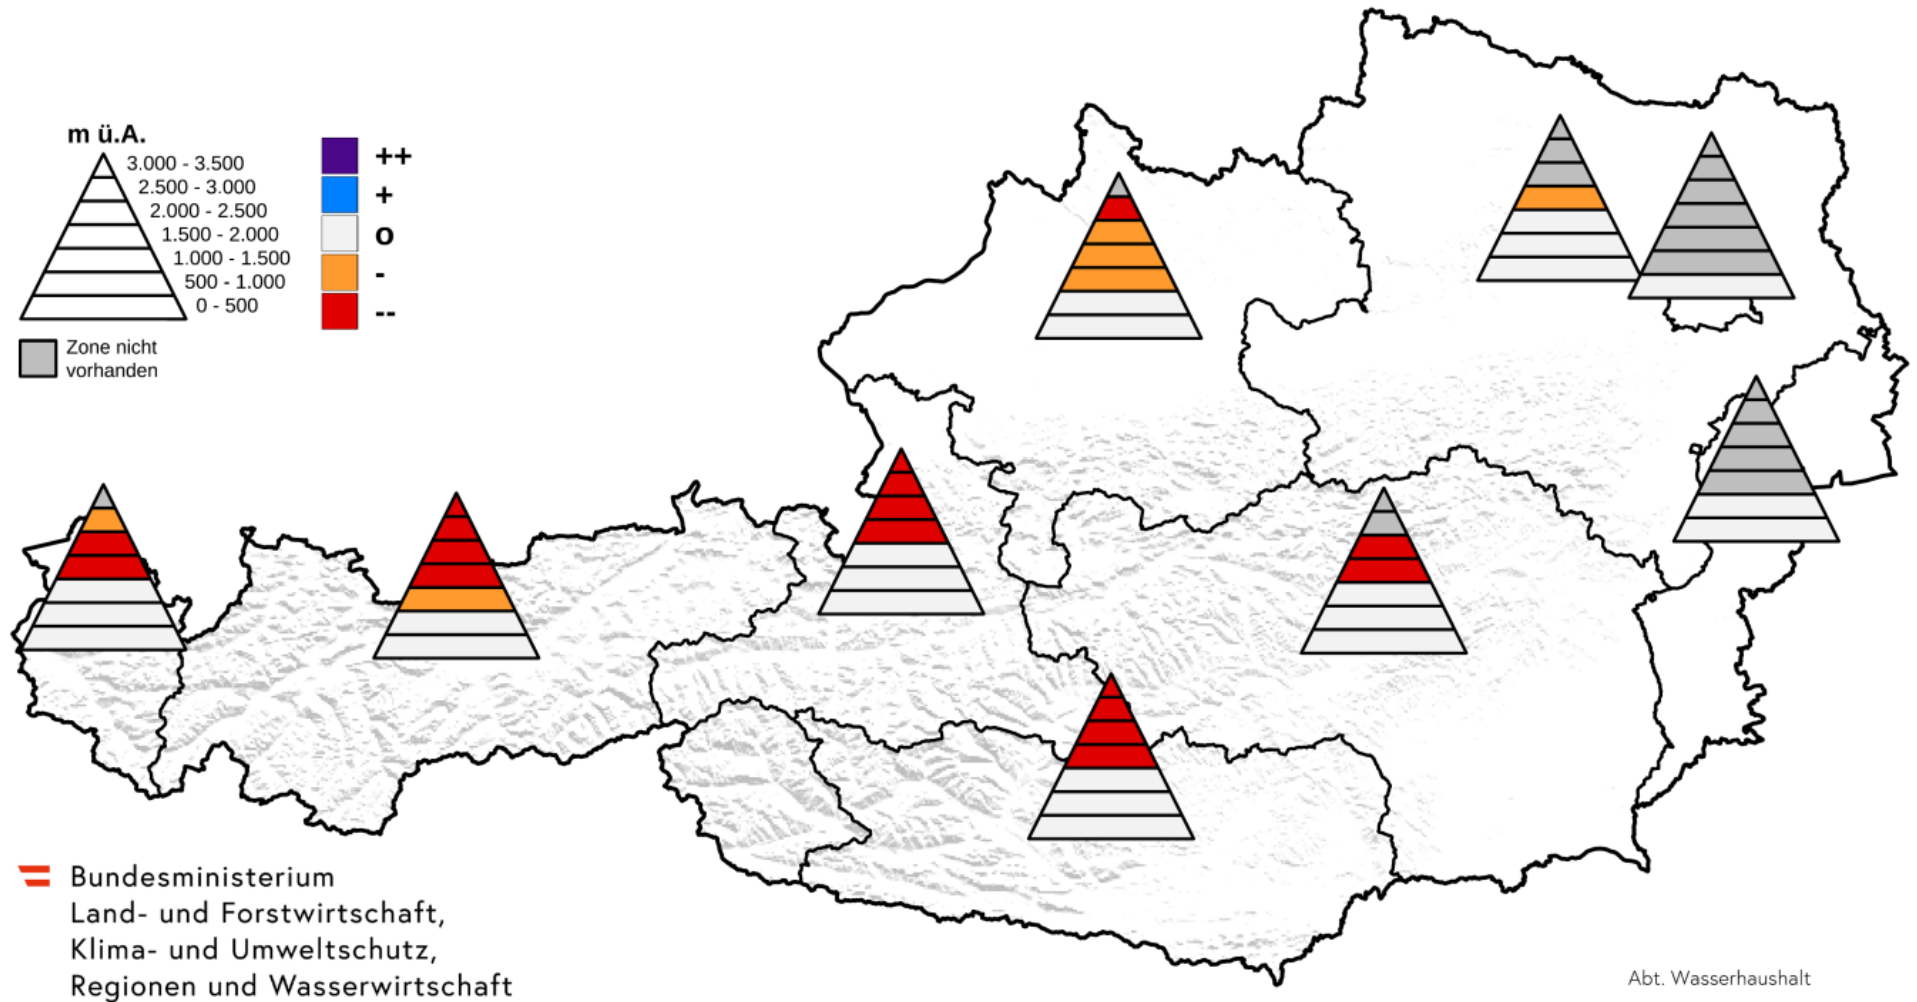 m ü.A.
3.000 - 3.500
2.500 - 3.000
2.000 - 2.500
1.500 - 2.000
1.000 - 1.500
500 - 1.000
0 - 500
++
+
o
-
--
Zone nicht
vorhanden
Bundesministerium
Land- und Forstwirtschaft,
Klima- und Umweltschutz,
Regionen und Wasserwirtschaft
Abt. Wasserhaushalt